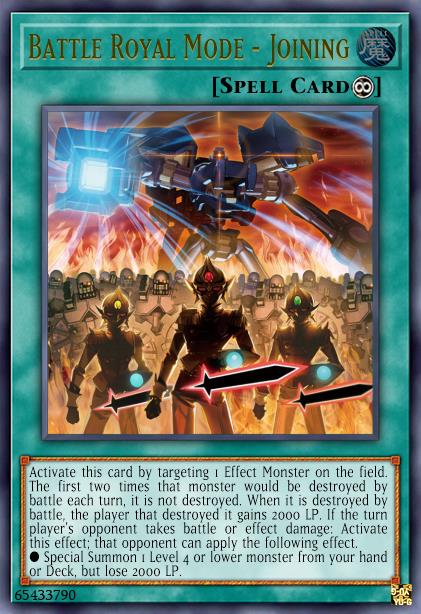 Battle Royal Mode - Joining
魔
[Spell Card]
Activate this card by targeting 1 Effect Monster on the field.
The first two times that monster would be destroyed by
battle each turn, it is not destroyed. When it is destroyed by
battle, the player that destroyed it gains 2000 LP. If the turn
player's opponent takes battle or effect damage: Activate
this effect; that opponent can apply the following effect.
● Special Summon 1 Level 4 or lower monster from your hand
or Deck, but lose 2000 LP.
65433790